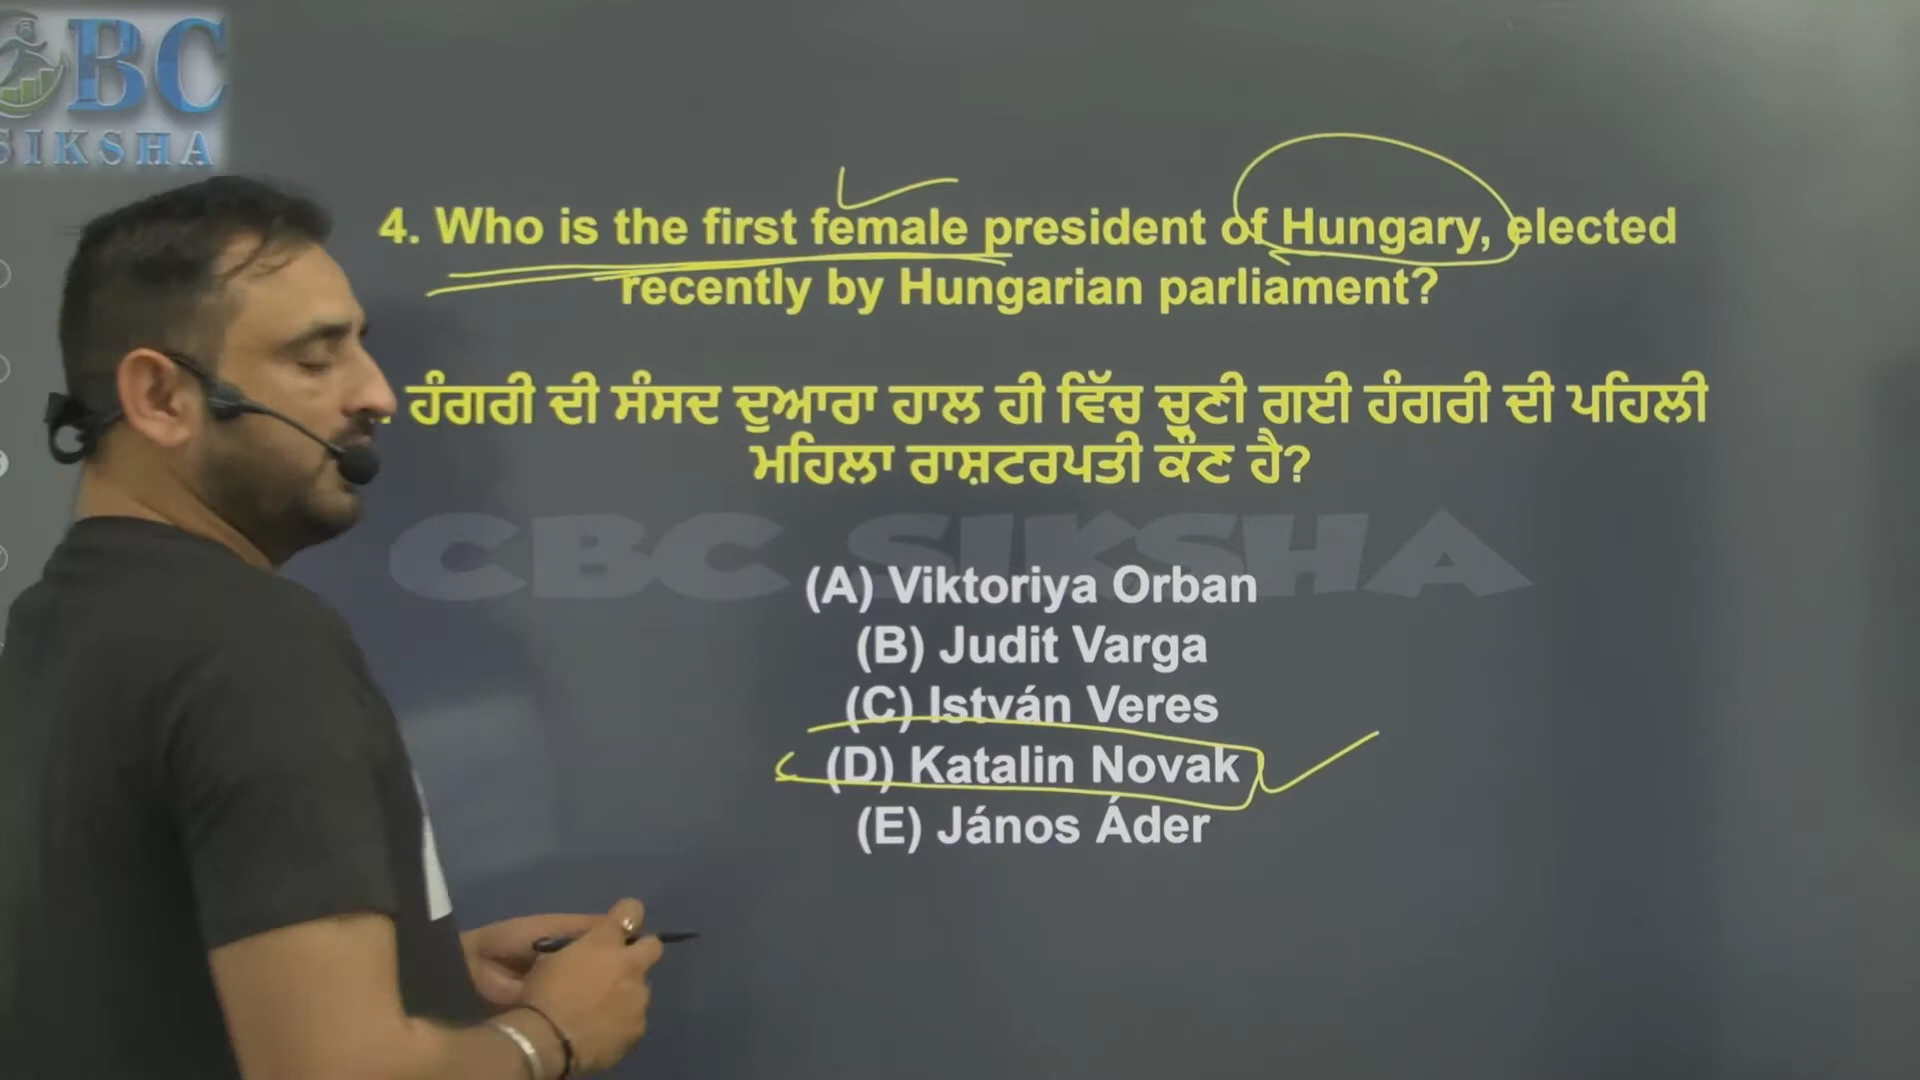 BC
SIKSHA
4. Who is the first female president of Hungary, elected
recently by Hungarian parliament?
. ਹੰਗਰੀ ਦੀ ਸੰਸਦ ਦੁਆਰਾ ਹਾਲ ਹੀ ਵਿੱਚ ਚੁਣੀ ਗਈ ਹੰਗਰੀ ਦੀ ਪਹਿਲੀ
ਮਹਿਲਾ ਰਾਸ਼ਟਰਪਤੀ ਕੌਣ ਹੈ?
CBC SIKSHA
(A) Viktoriya Orban
(B) Judit Varga
(C) István Veres
(D) Katalin Novak
(E) János Áder